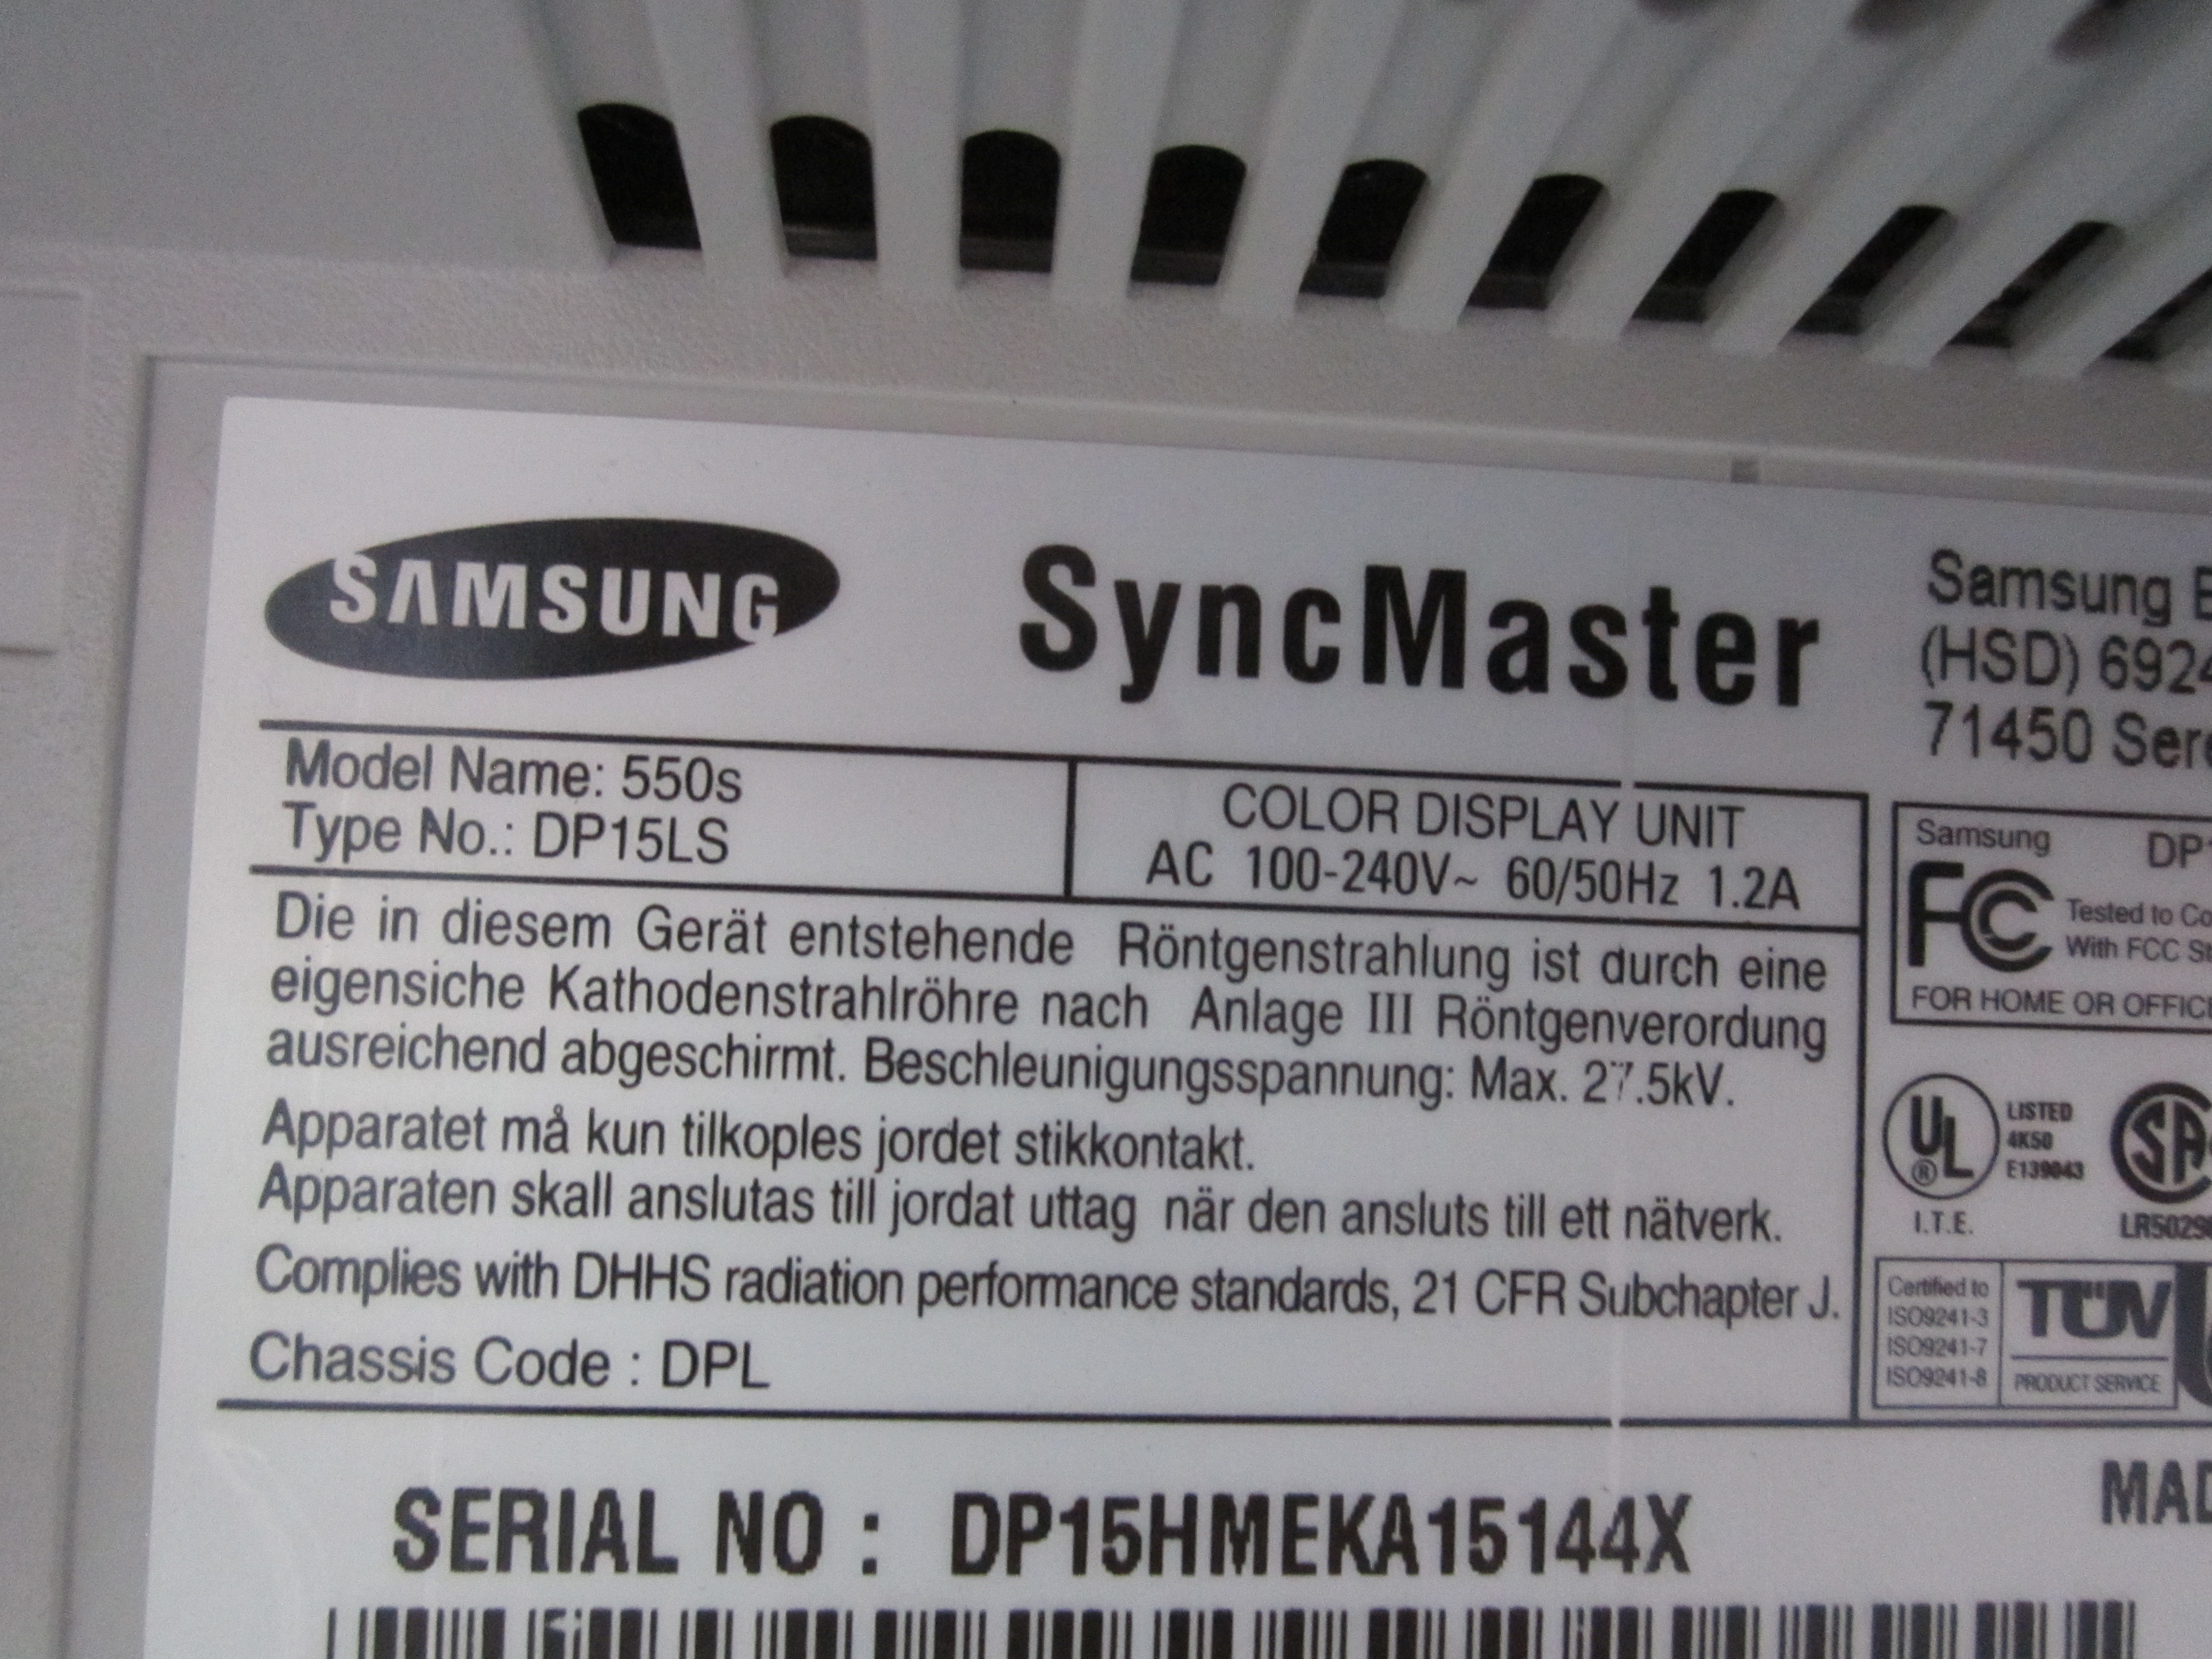 SAMSUNG
SyncMaster
Samsung
(HSD) 6924
71450
Model Name: 550s
Type No.: DP15LS
COLOR DISPLAY UNIT
AC 100-240V~ 60/50Hz 1.2A
Samsung
FC
Tested to
With FCC
FOR HOME OR
Die in diesem Gerät entstehende Röntgenstrahlung ist durch eine
eigensiche Kathodenstrahlröhre nach Anlage III Röntgenverordung
ausreichend abgeschirmt. Beschleunigungsspannung: Max. 27.5kV.
Apparatet må kun tilkoples jordet stikkontakt.
Apparaten skall anslutas till jordat uttag när den ansluts till ett nätverk.
Complies with DHHS radiation performance standards, 21 CFR Subchapter J.
Chassis Code : DPL
UL
®
LISTED
4K50
E139043
I.T.E.
SA
Certified to
ISO9241-3
ISO9241-7
ISO9241-8
TÜV
PRODUCT SERVICE
SERIAL NO : DP15HMEKA15144X